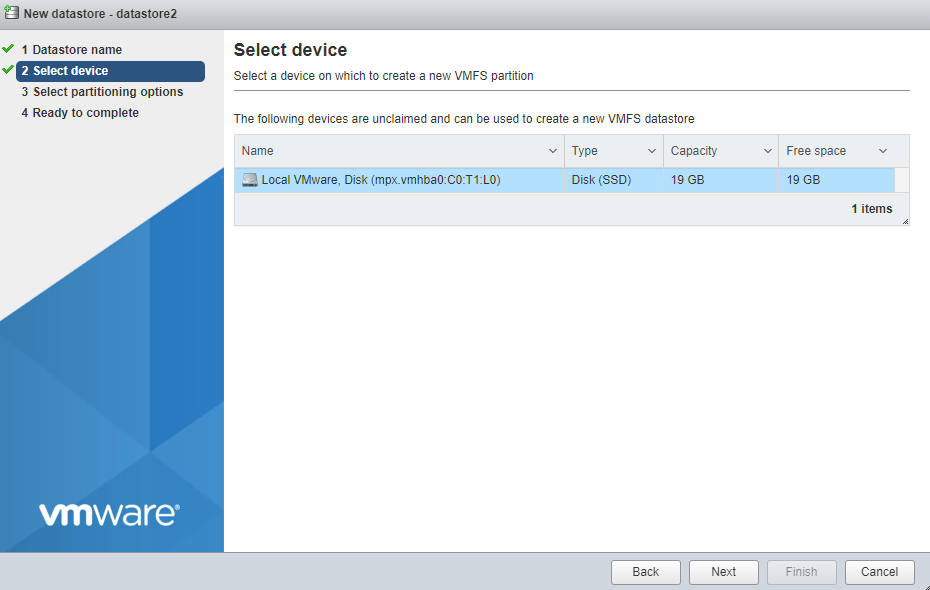 New datastore - datastore2
1 Datastore name
2 Select device
3 Select partitioning options
4 Ready to complete
Select device
Select a device on which to create a new VMFS partition
The following devices are unclaimed and can be used to create a new VMFS datastore
Name Type Capacity Free space
Local VMware, Disk (mpx.vmhba0:C0:T1:L0) Disk (SSD) 19 GB 19 GB
1 items
vmware®
Back Next Finish Cancel